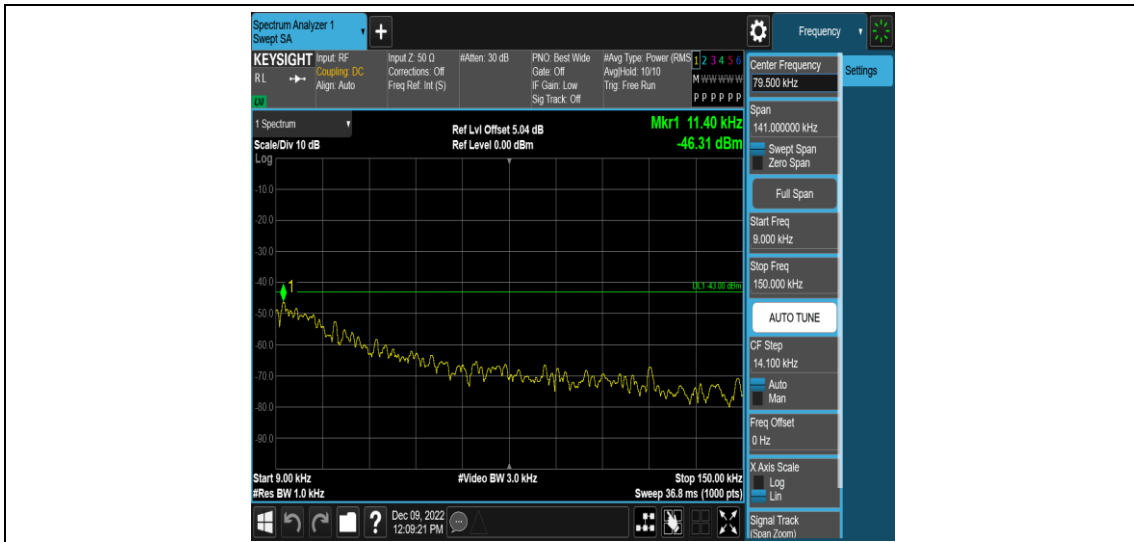 Spectrum Analyzer 1
Swept SA
+
Frequency
KEYSIGHT
RL
LM
Input: RF
Coupling: DC
Align: Auto
Input Z: 50 Ω
Corrections: Off
Freq Ref: Int (S)
#Atten: 30 dB
PNO: Best Wide
Gate: Off
IF Gain: Low
Sig Track: Off
#Avg Type: Power (RMS
Avg|Hold: 10/10
Trig: Free Run
1 2 3 4 5 6
M W W W W W
P P P P P P
1 Spectrum
Scale/Div 10 dB
Ref Lvl Offset 5.04 dB
Ref Level 0.00 dBm
Mkr1 11.40 kHz
-46.31 dBm
Log
-10.0
-20.0
-30.0
-40.0
-50.0
-60.0
-70.0
-80.0
-90.0
1
DL1 -43.00 dBm
Start 9.00 kHz
#Res BW 1.0 kHz
#Video BW 3.0 kHz
Stop 150.00 kHz
Sweep 36.8 ms (1000 pts)
Center Frequency
79.500 kHz
Settings
Span
141.000000 kHz
Swept Span
Zero Span
Full Span
Start Freq
9.000 kHz
Stop Freq
150.000 kHz
AUTO TUNE
CF Step
14.100 kHz
Auto
Man
Freq Offset
0 Hz
X Axis Scale
Log
Lin
Signal Track
(Span Zoom)
?
Dec 09, 2022
12:09:21 PM